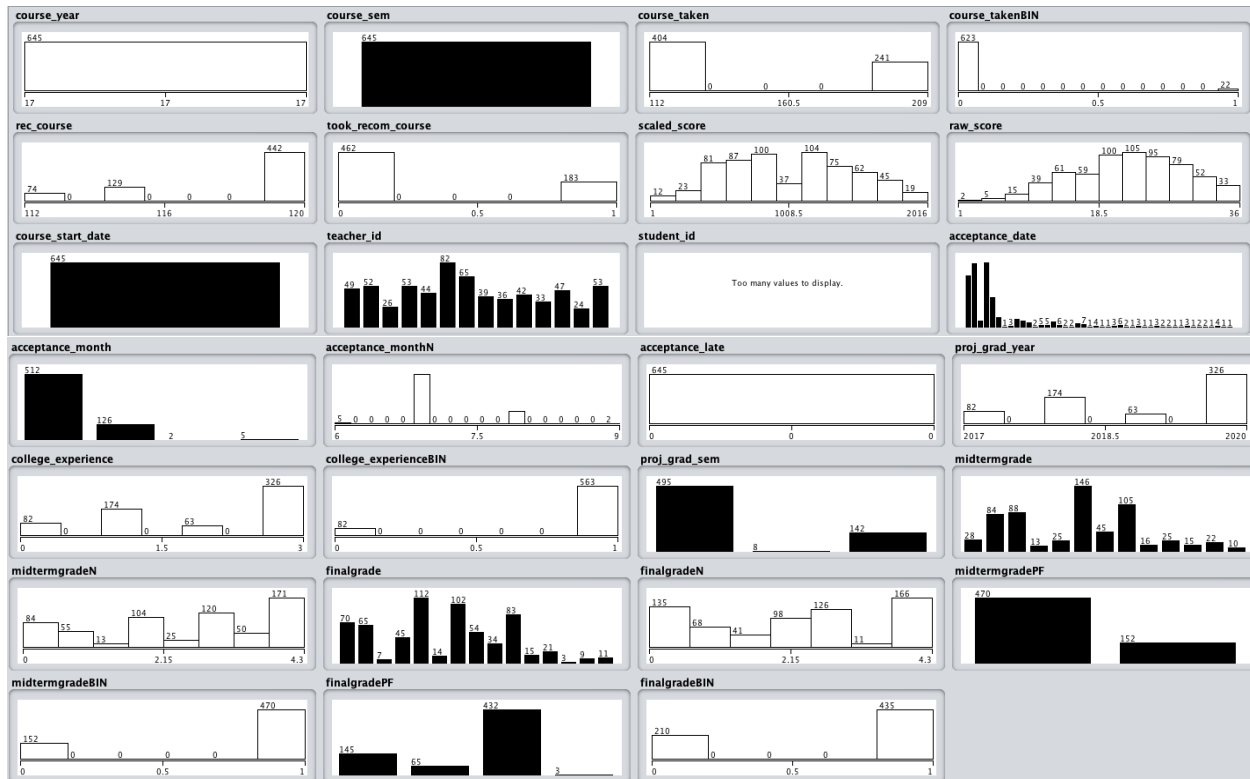 course_year
course_sem
course_taken
course_takenBIN
645
645
404
241
623
22
0 0 0
0 0 0 0 0 0 0 0 0 0 0 0
17 17 17
112 160.5 209
0 0.5 1
rec_course
took_recom_course
scaled_score
raw_score
74 0 129 0 0 0 442
462 0 0 0 183
12 23 81 87 100 37 104 75 62 45 19
2 5 15 39 61 59 100 105 95 79 52 33
112 116 120
0 0.5 1
1 1008.5 2016
1 18.5 36
course_start_date
teacher_id
student_id
acceptance_date
645
49 52 26 53 44 82 65 39 36 42 33 47 24 53
Too many values to display.
acceptance_month
acceptance_monthN
acceptance_late
proj_grad_year
512 126 2 5
5 0 0 0 0 0 0 0 0 0 0 0 0 0 2
645
82 0 174 0 63 0 326
6 7.5 9
0 0 0
2017 2018.5 2020
college_experience
college_experienceBIN
proj_grad_sem
midtermgrade
82 0 174 0 63 0 326
82 0 0 0 0 0 563
495 8 142
28 84 88 13 25 146 45 105 16 25 15 22 10
0 1.5 3
0 0.5 1
midtermgradeN
finalgrade
finalgradeN
midtermgradePF
84 55 13 104 25 120 50 171
70 65 7 45 112 14 102 54 34 83 15 21 3 9 11
135 68 41 98 126 11 166
470 152
0 2.15 4.3
0 2.15 4.3
midtermgradeBIN
finalgradePF
finalgradeBIN
152 0 0 0 470
145 65 432 3
210 0 0 0 435
0 0.5 1
0 0.5 1